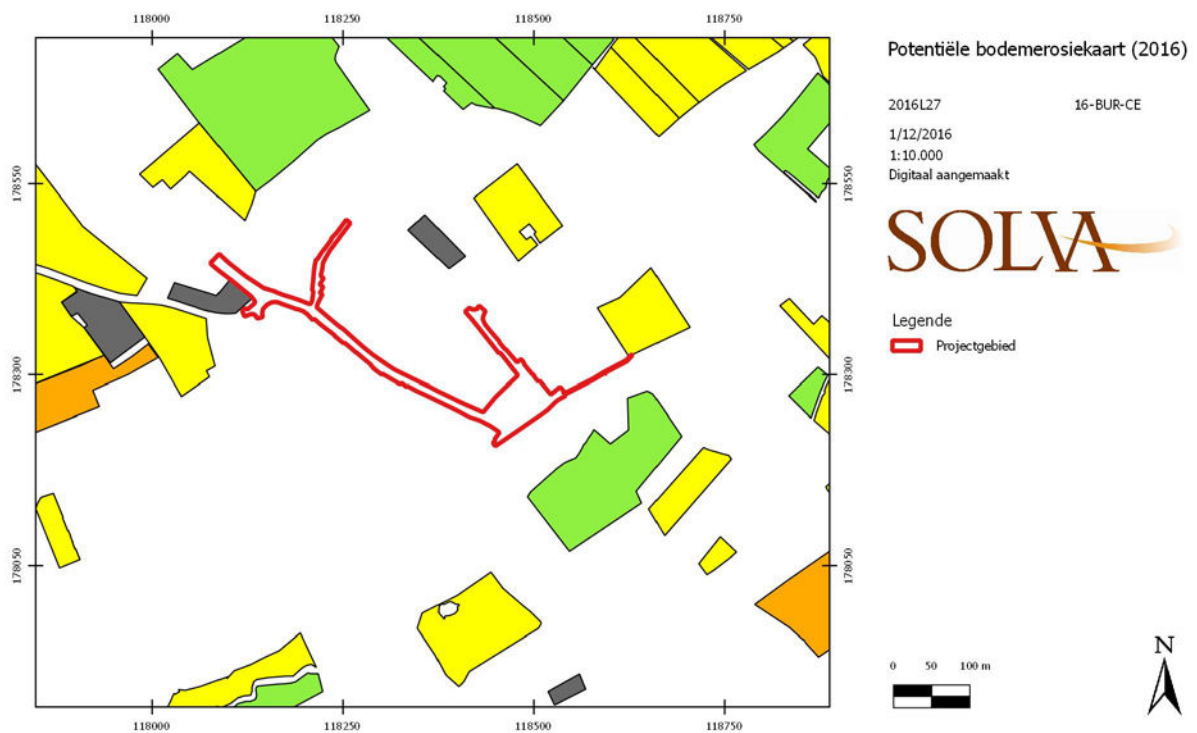 118000 118250 118500 118750
Potentiële bodemerosiekaart (2016)
2016L27 16-BUR-CE
1/12/2016
1:10.000
Digitaal aangemaakt
SOLVA
Legende
Projectgebied
178550 178550
178300 178300
178050 178050
N
0 50 100 m
118000 118250 118500 118750